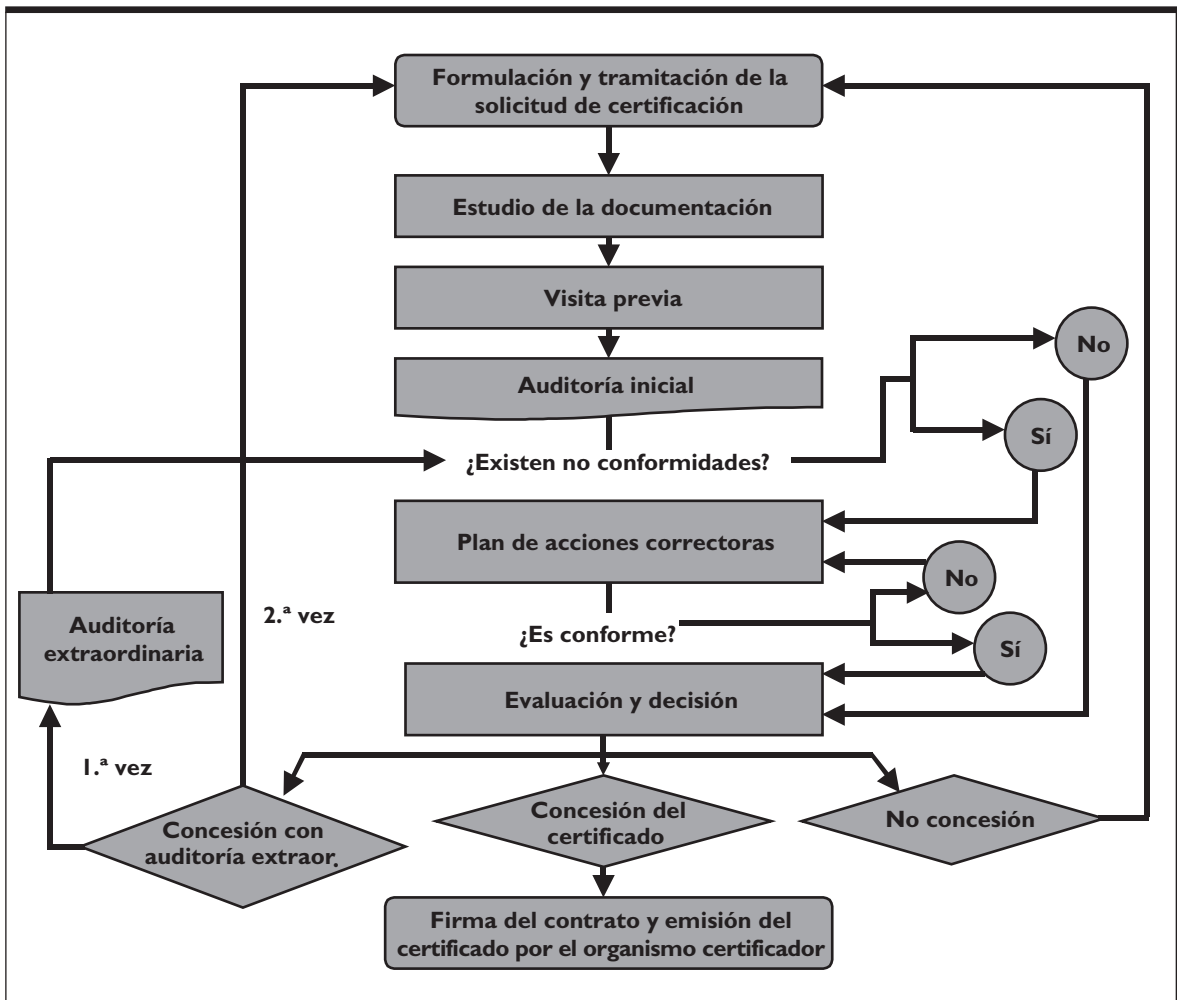 Formulación y tramitación de la
solicitud de certificación
Estudio de la documentación
Visita previa
Auditoría inicial
No
Sí
¿Existen no conformidades?
Plan de acciones correctoras
No
¿Es conforme?
Sí
Auditoría
extraordinaria
2.ª vez
Evaluación y decisión
1.ª vez
Concesión con
auditoría extraor.
Concesión del
certificado
No concesión
Firma del contrato y emisión del
certificado por el organismo certificador